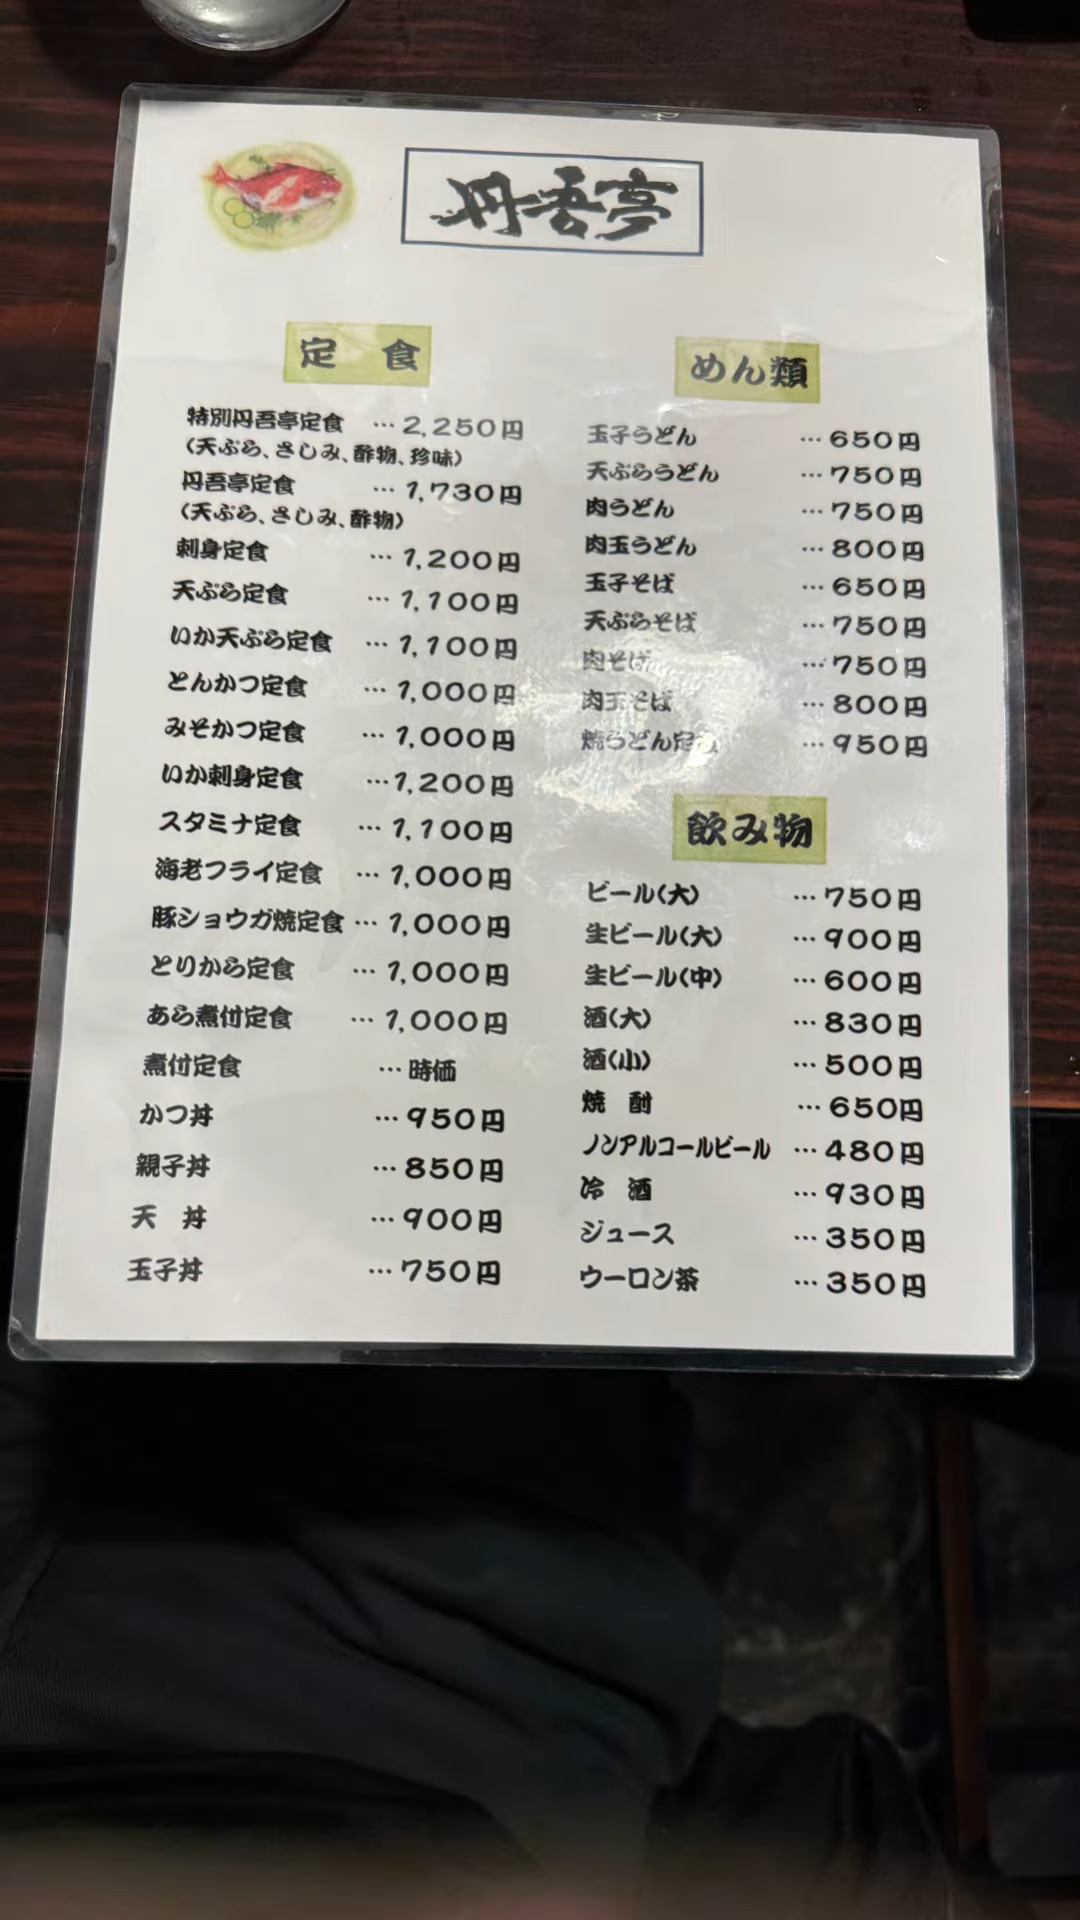 丹吾亭
定 食
特別丹吾亭定食 …2,250円
(天ぷら、さしみ、酢物、珍味)
丹吾亭定食 …1,730円
(天ぷら、さしみ、酢物)
刺身定食 …1,200円
天ぷら定食 …1,100円
いか天ぷら定食 …1,100円
とんかつ定食 …1,000円
みそかつ定食 …1,000円
いか刺身定食 …1,200円
スタミナ定食 …1,100円
海老フライ定食 …1,000円
豚ショウガ焼定食 …1,000円
とりから定食 …1,000円
あら煮付定食 …1,000円
煮付定食 …時価
かつ丼 …950円
親子丼 …850円
天 丼 …900円
玉子丼 …750円
めん類
玉子うどん …650円
天ぷらうどん …750円
肉うどん …750円
肉玉うどん …800円
玉子そば …650円
天ぷらそば …750円
肉そば …750円
肉玉そば …800円
焼うどん定食 …950円
飲み物
ビール(大) …750円
生ビール(大) …900円
生ビール(中) …600円
酒(大) …830円
酒(小) …500円
焼 酎 …650円
ノンアルコールビール …480円
冷 酒 …930円
ジュース …350円
ウーロン茶 …350円